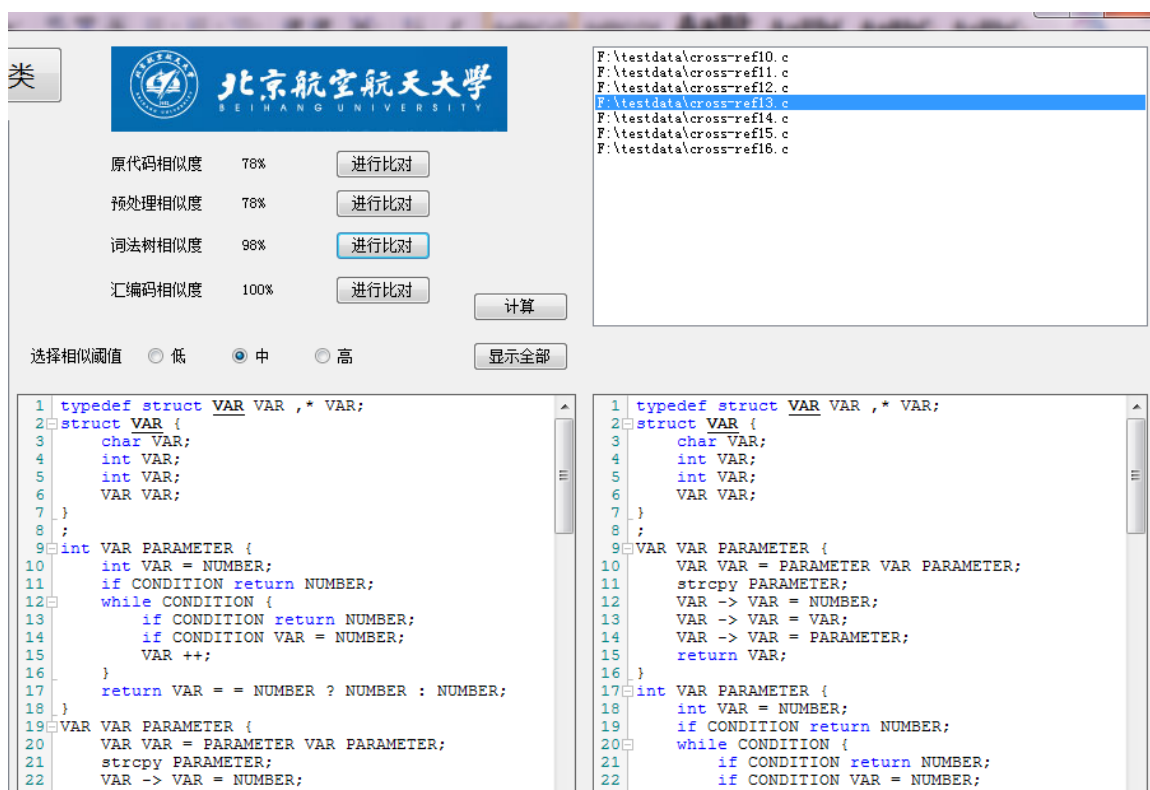 类
北京航空航天大學
BEIHANG UNIVERSITY
原代码相似度 78% 进行比对
预处理相似度 78% 进行比对
词法树相似度 98% 进行比对
汇编码相似度 100% 进行比对
计算
选择相似阈值 低 中 高 显示全部
F:\testdata\cross-ref10.c
F:\testdata\cross-ref11.c
F:\testdata\cross-ref12.c
F:\testdata\cross-ref13.c
F:\testdata\cross-ref14.c
F:\testdata\cross-ref15.c
F:\testdata\cross-ref16.c
1 typedef struct VAR VAR ,* VAR;
2 struct VAR {
3 char VAR;
4 int VAR;
5 int VAR;
6 VAR VAR;
7 }
8 ;
9 int VAR PARAMETER {
10 int VAR = NUMBER;
11 if CONDITION return NUMBER;
12 while CONDITION {
13 if CONDITION return NUMBER;
14 if CONDITION VAR = NUMBER;
15 VAR ++;
16 }
17 return VAR = = NUMBER ? NUMBER : NUMBER;
18 }
19 VAR VAR PARAMETER {
20 VAR VAR = PARAMETER VAR PARAMETER;
21 strcpy PARAMETER;
22 VAR -> VAR = NUMBER;
1 typedef struct VAR VAR ,* VAR;
2 struct VAR {
3 char VAR;
4 int VAR;
5 int VAR;
6 VAR VAR;
7 }
8 ;
9 VAR VAR PARAMETER {
10 VAR VAR = PARAMETER VAR PARAMETER;
11 strcpy PARAMETER;
12 VAR -> VAR = NUMBER;
13 VAR -> VAR = VAR;
14 VAR -> VAR = PARAMETER;
15 return VAR;
16 }
17 int VAR PARAMETER {
18 int VAR = NUMBER;
19 if CONDITION return NUMBER;
20 while CONDITION {
21 if CONDITION return NUMBER;
22 if CONDITION VAR = NUMBER;